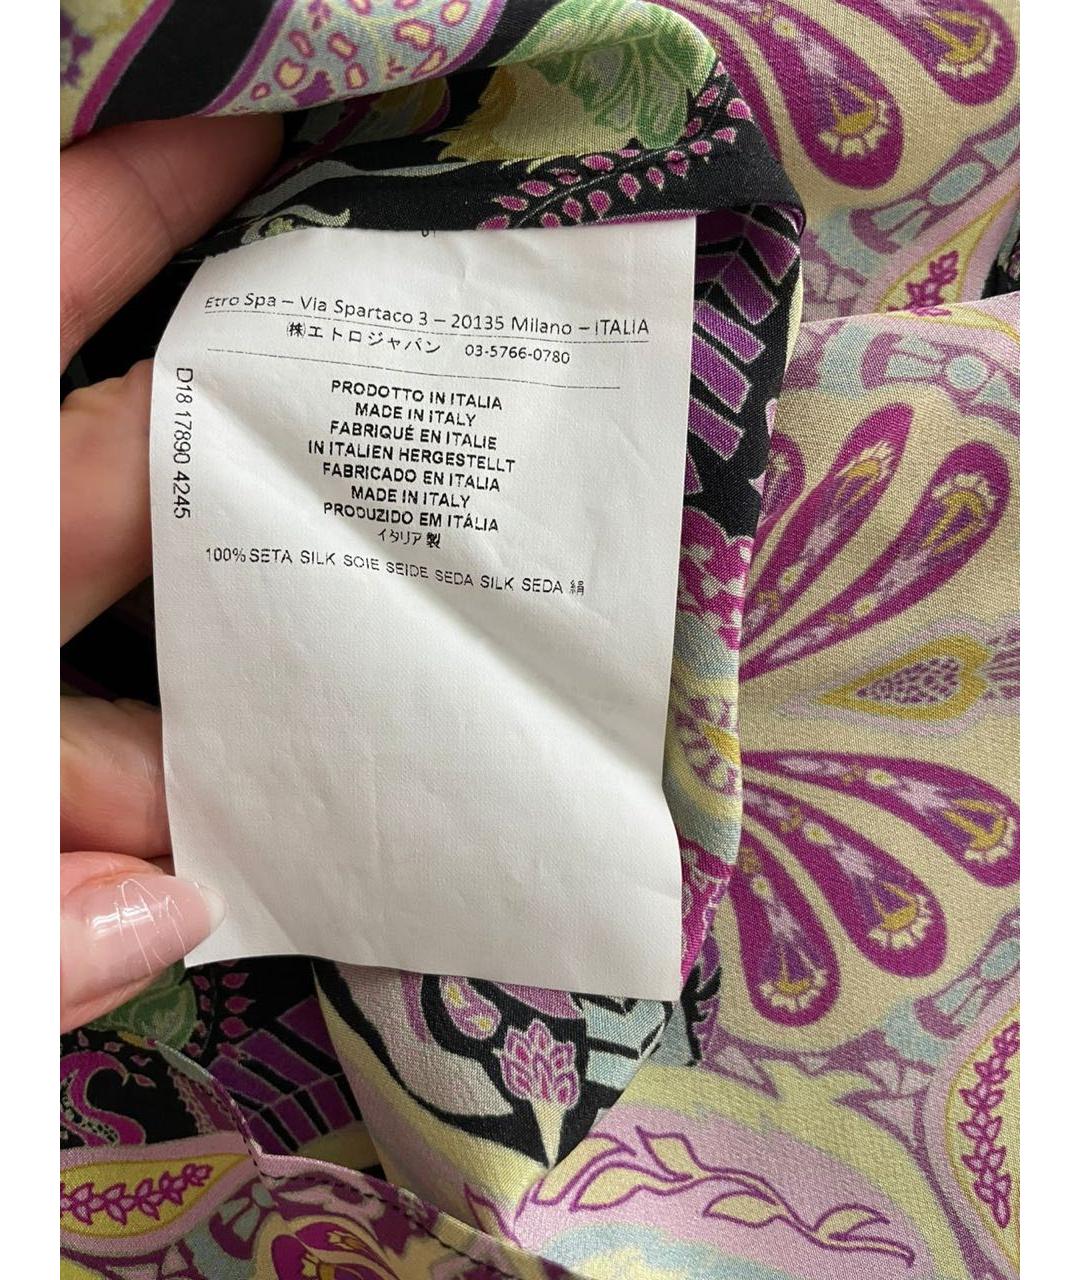 Etro Spa – Via Spartaco 3 – 20135 Milano – ITALIA
㈱エトロジャパン 03-5766-0780
PRODOTTO IN ITALIA
MADE IN ITALY
FABRIQUÉ EN ITALIE
IN ITALIEN HERGESTELLT
FABRICADO EN ITALIA
MADE IN ITALY
PRODUZIDO EM ITÁLIA
イタリア製
100% SETA SILK SOIE SEIDE SEDA SILK SEDA 絹
D18 17890 4245